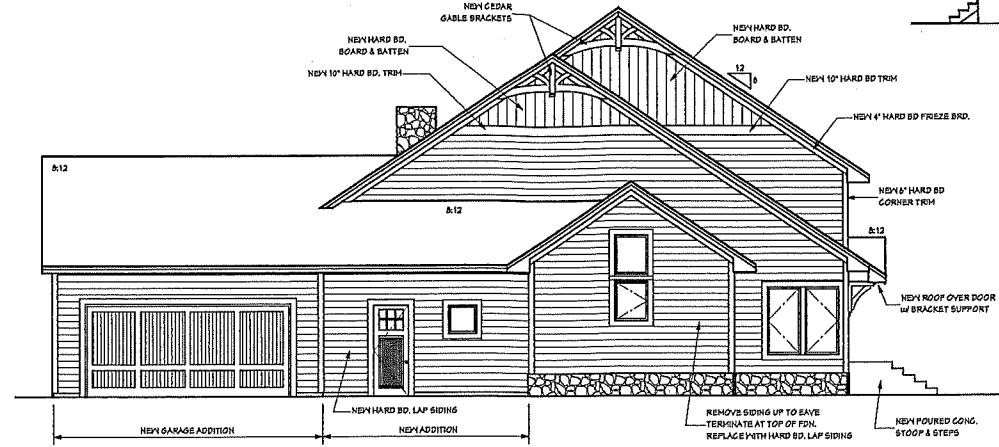 NEW CEDAR
GABLE BRACKETS
NEW HARD BD.
BOARD & BATTEN
NEW HARD BD.
BOARD & BATTEN
NEW 10" HARD BD. TRIM
12
8
NEW 10" HARD BD TRIM
NEW 4" HARD BD FRIEZE BRD.
8:12
NEW 6" HARD BD
CORNER TRIM
8:12
8:12
NEW ROOF OVER DOOR
w/ BRACKET SUPPORT
NEW HARD BD. LAP SIDING
REMOVE SIDING UP TO EAVE
TERMINATE AT TOP OF FDN.
REPLACE WITH HARD BD. LAP SIDING
NEW POURED CONC.
STOOP & STEPS
NEW GARAGE ADDITION
NEW ADDITION